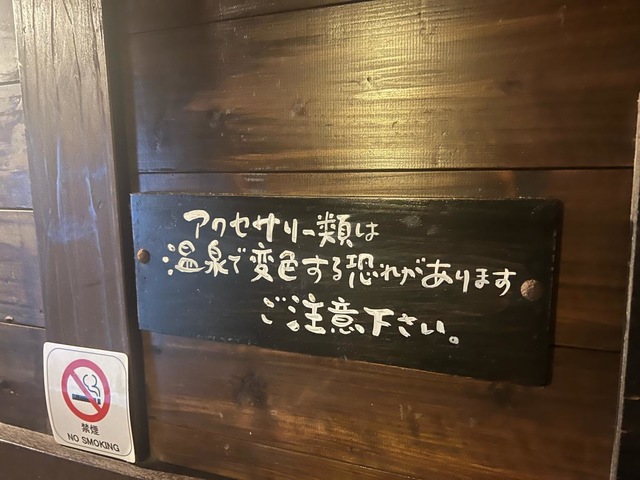 アクセサリー類は
温泉で変色する恐れがあります
ご注意下さい。
禁煙
NO SMOKING